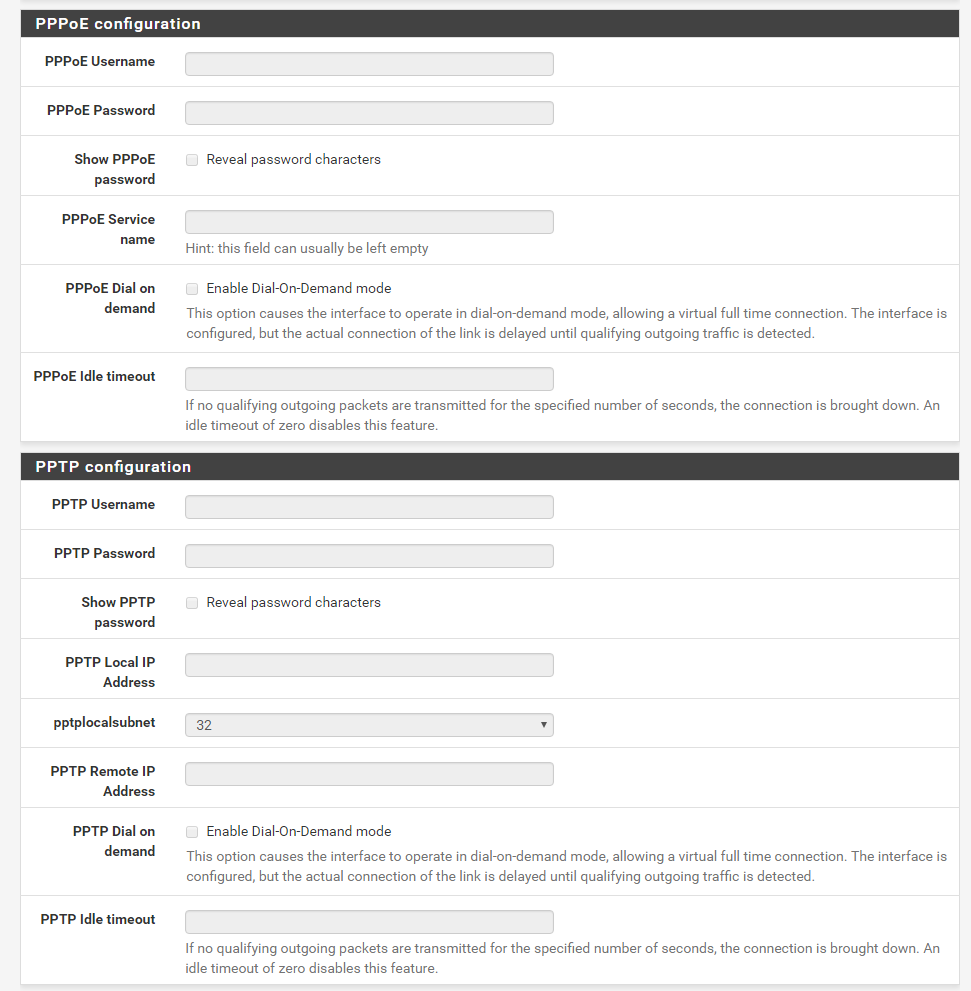 PPPoE configuration
PPPoE Username
PPPoE Password
Show PPPoE
password
Reveal password characters
PPPoE Service
name
Hint: this field can usually be left empty
PPPoE Dial on
demand
Enable Dial-On-Demand mode
This option causes the interface to operate in dial-on-demand mode, allowing a virtual full time connection. The interface is
configured, but the actual connection of the link is delayed until qualifying outgoing traffic is detected.
PPPoE Idle timeout
If no qualifying outgoing packets are transmitted for the specified number of seconds, the connection is brought down. An
idle timeout of zero disables this feature.
PPTP configuration
PPTP Username
PPTP Password
Show PPTP
password
Reveal password characters
PPTP Local IP
Address
pptplocalsubnet
32
PPTP Remote IP
Address
PPTP Dial on
demand
Enable Dial-On-Demand mode
This option causes the interface to operate in dial-on-demand mode, allowing a virtual full time connection. The interface is
configured, but the actual connection of the link is delayed until qualifying outgoing traffic is detected.
PPTP Idle timeout
If no qualifying outgoing packets are transmitted for the specified number of seconds, the connection is brought down. An
idle timeout of zero disables this feature.